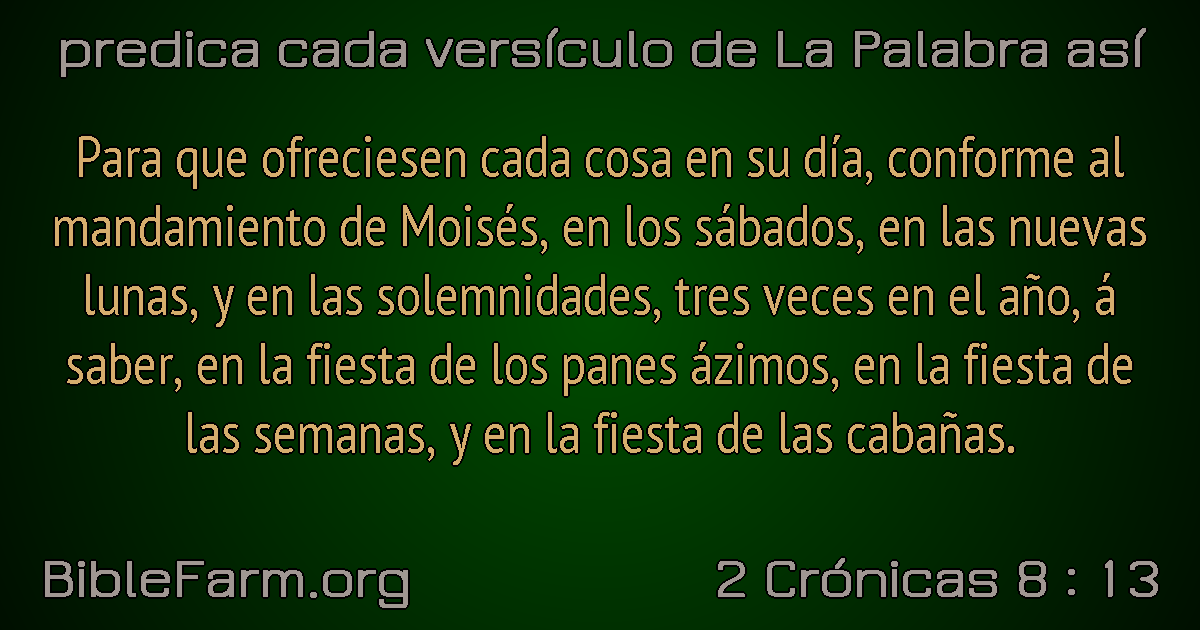 predica cada versículo de La Palabra así
Para que ofreciesen cada cosa en su día, conforme al
mandamiento de Moisés, en los sábados, en las nuevas
lunas, y en las solemnidades, tres veces en el año, á
saber, en la fiesta de los panes ázimos, en la fiesta de
las semanas, y en la fiesta de las cabañas.
BibleFarm.org
2 Crónicas 8 : 13